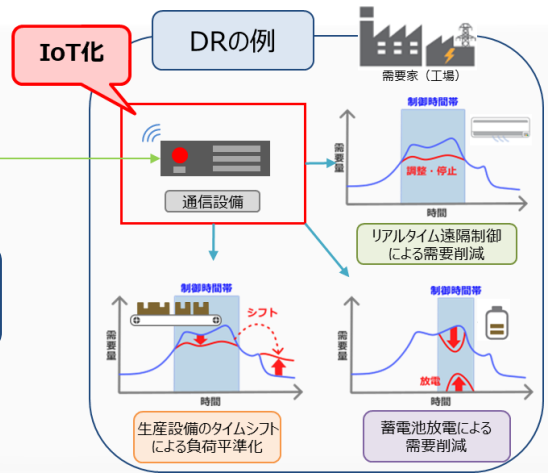 IoT化
DRの例
需要家（工場）
制御時間帯
需要量
調整・停止
時間
通信設備
リアルタイム遠隔制御
による需要削減
制御時間帯
シフト
需要量
時間
生産設備のタイムシフト
による負荷平準化
制御時間帯
需要量
放電
時間
蓄電池放電による
需要削減